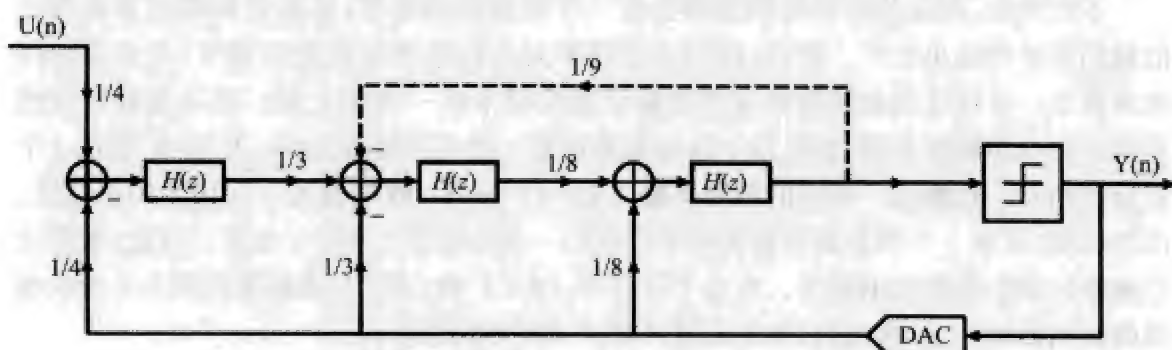 U(n)
1/9
1/4
1/3
1/8
Y(n)
H(z)
H(z)
H(z)
−
−
−
1/4
1/3
1/8
DAC